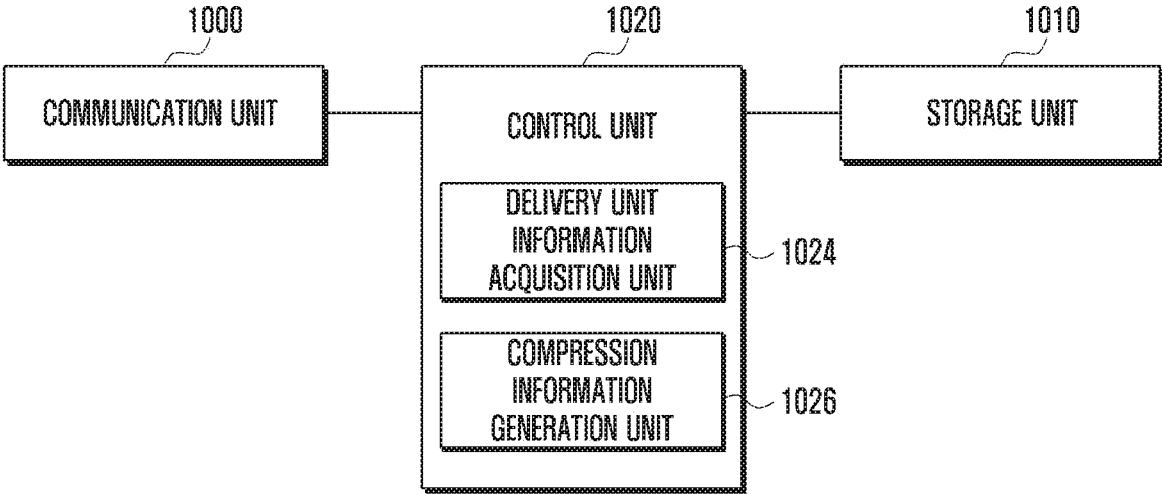 1000
1020
1010
COMMUNICATION UNIT
CONTROL UNIT
STORAGE UNIT
DELIVERY UNIT
INFORMATION
ACQUISITION UNIT
1024
COMPRESSION
INFORMATION
GENERATION UNIT
1026